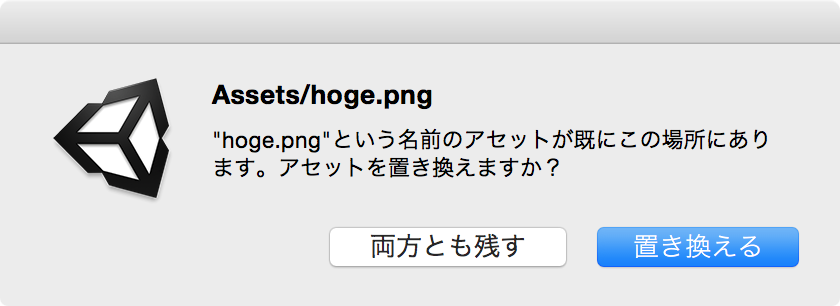 Assets/hoge.png
"hoge.png"という名前のアセットが既にこの場所にあり
ます。アセットを置き換えますか？
両方とも残す
置き換える